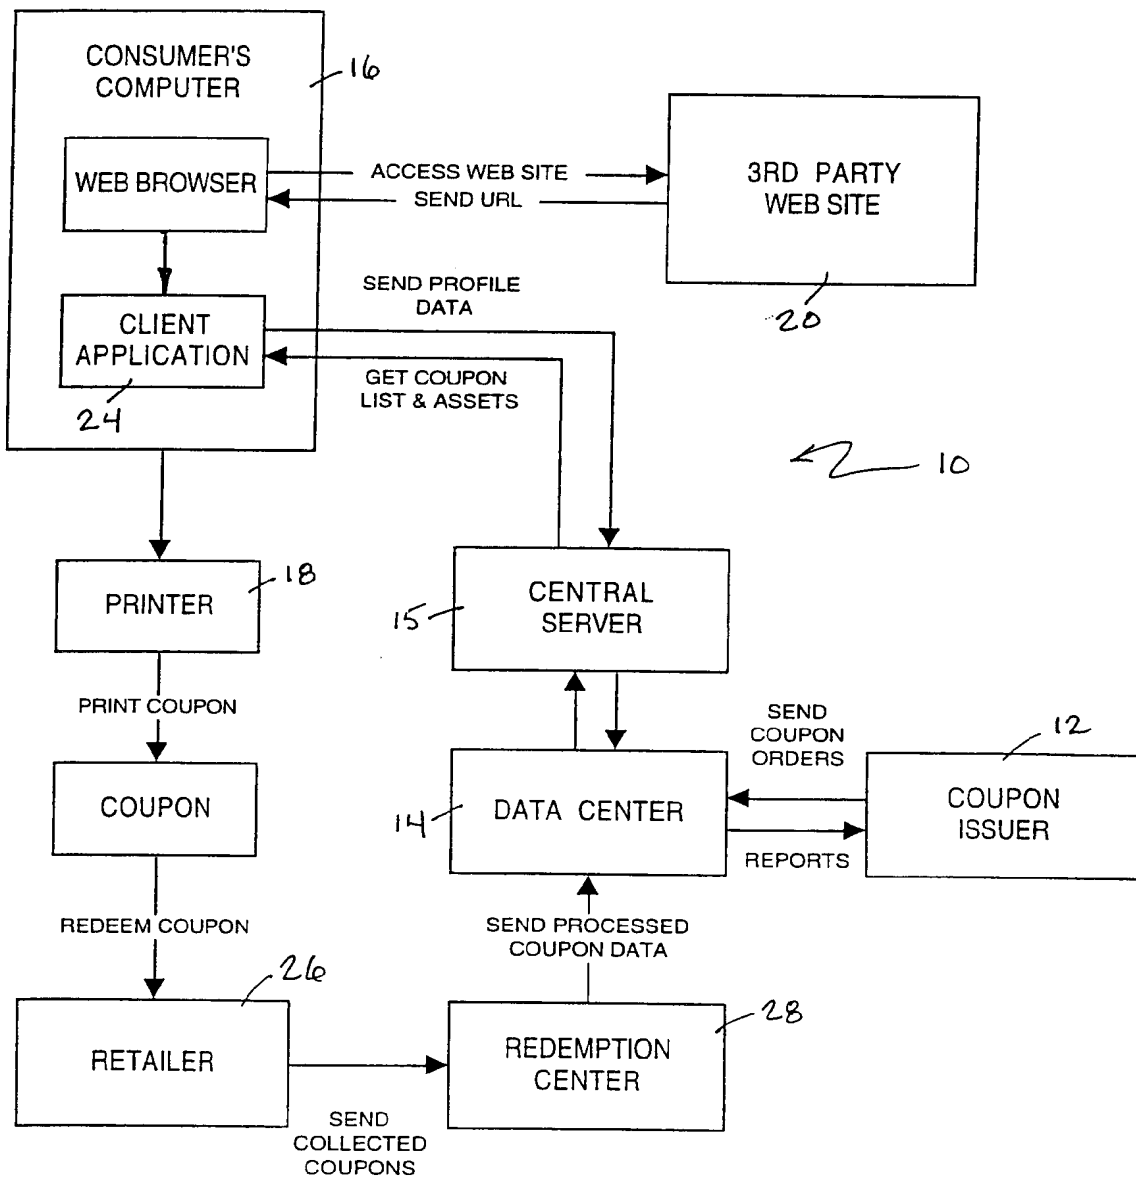 CONSUMER'S
COMPUTER
16
WEB BROWSER
ACCESS WEB SITE
SEND URL
3RD PARTY
WEB SITE
20
CLIENT
APPLICATION
24
SEND PROFILE
DATA
GET COUPON
LIST & ASSETS
10
PRINTER
18
CENTRAL
SERVER
15
PRINT COUPON
COUPON
DATA CENTER
14
SEND
COUPON
ORDERS
REPORTS
COUPON
ISSUER
12
REDEEM COUPON
SEND PROCESSED
COUPON DATA
RETAILER
26
SEND
COLLECTED
COUPONS
REDEMPTION
CENTER
28